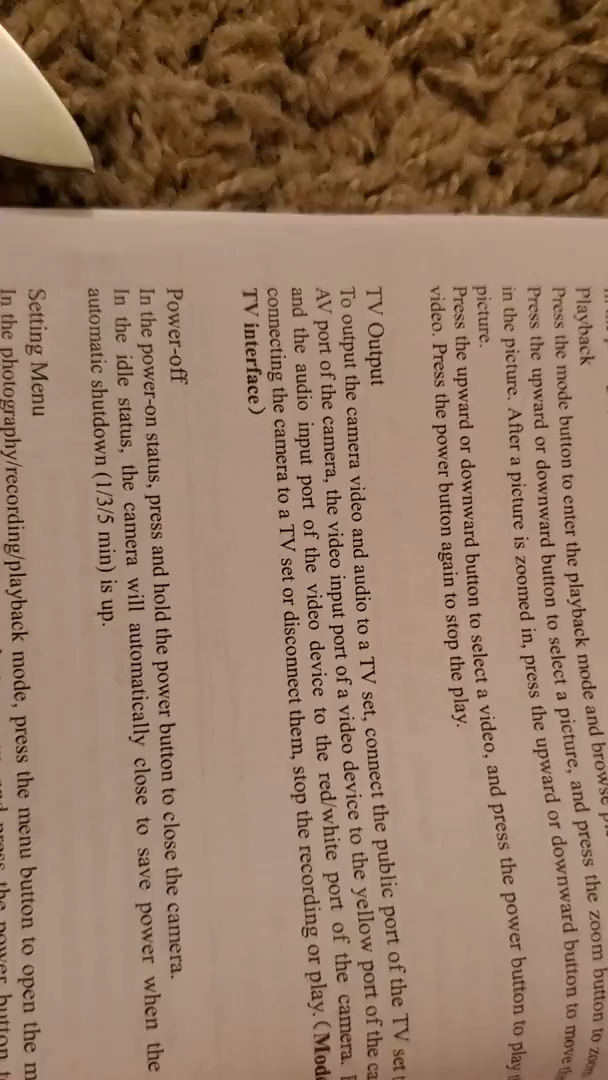 Playback
Press the mode button to enter the playback mode and browse
Press the upward or downward button to select a picture, and press the zoom button to zoom
in the picture. After a picture is zoomed in, press the upward or downward button to move
picture.
Press the upward or downward button to select a video, and press the power button to play
video. Press the power button again to stop the play.
TV Output
To output the camera video and audio to a TV set, connect the public port of the TV set
AV port of the camera, the video input port of a video device to the yellow port of the
and the audio input port of the video device to the red/white port of the camera.
connecting the camera to a TV set or disconnect them, stop the recording or play. (
TV interface)
Power-off
In the power-on status, press and hold the power button to close the camera.
In the idle status, the camera will automatically close to save power when the
automatic shutdown (1/3/5 min) is up.
Setting Menu
In the photography/recording/playback mode, press the menu button to open the
and press the power button